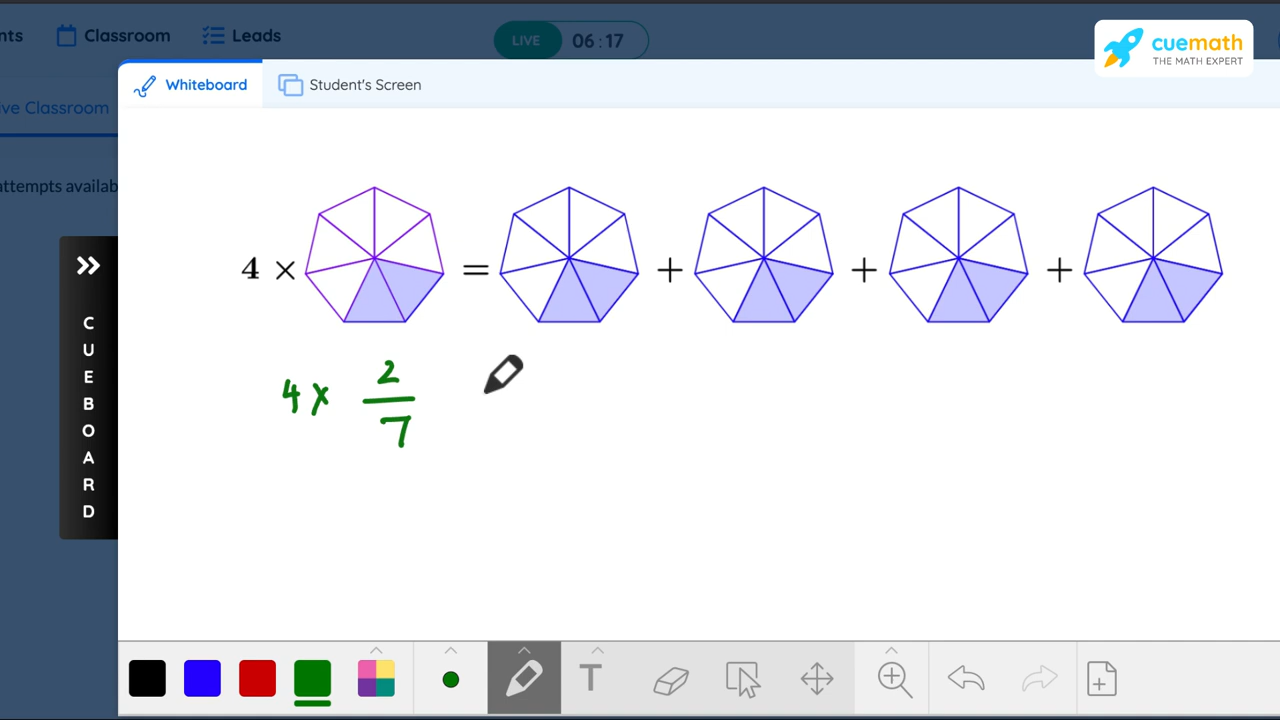 nts Classroom Leads LIVE 06:17 cuemath
THE MATH EXPERT
Whiteboard Student's Screen
ive Classroom
attempts availab
4 × = + + +
4 × 2/7
CUEBOARD
T